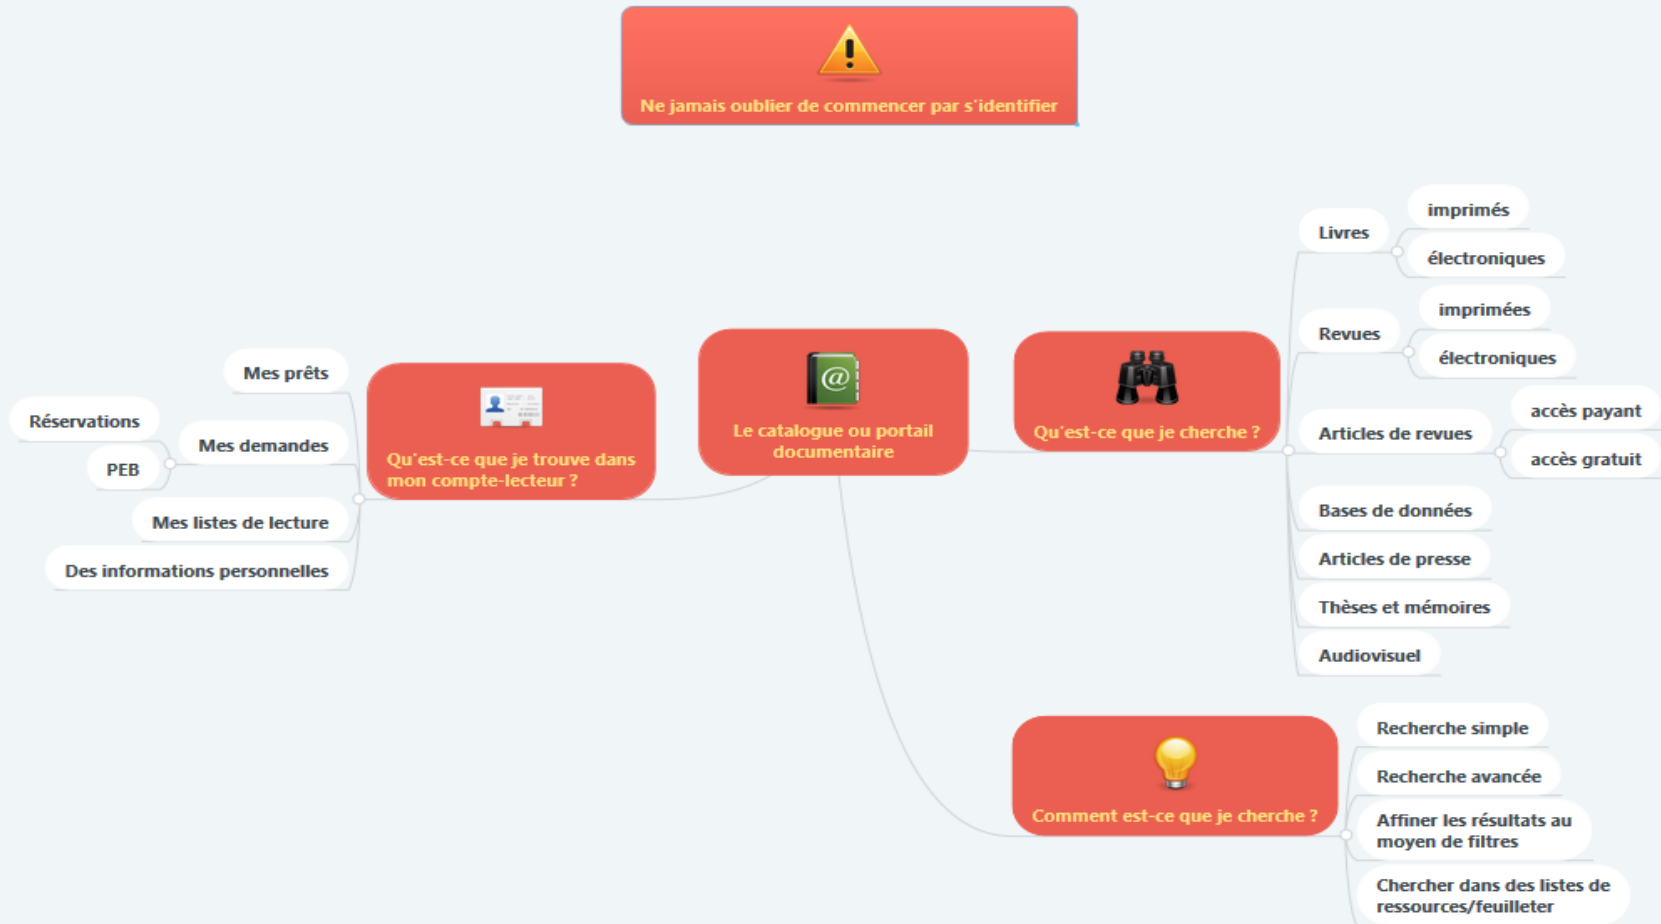 Ne jamais oublier de commencer par s'identifier
Le catalogue ou portail
documentaire
Qu'est-ce que je trouve dans
mon compte-lecteur ?
Mes prêts
Mes demandes
Réservations
PEB
Mes listes de lecture
Des informations personnelles
Qu'est-ce que je cherche ?
Livres
imprimés
électroniques
Revues
imprimées
électroniques
Articles de revues
accès payant
accès gratuit
Bases de données
Articles de presse
Thèses et mémoires
Audiovisuel
Comment est-ce que je cherche ?
Recherche simple
Recherche avancée
Affiner les résultats au
moyen de filtres
Chercher dans des listes de
ressources/feuilleter